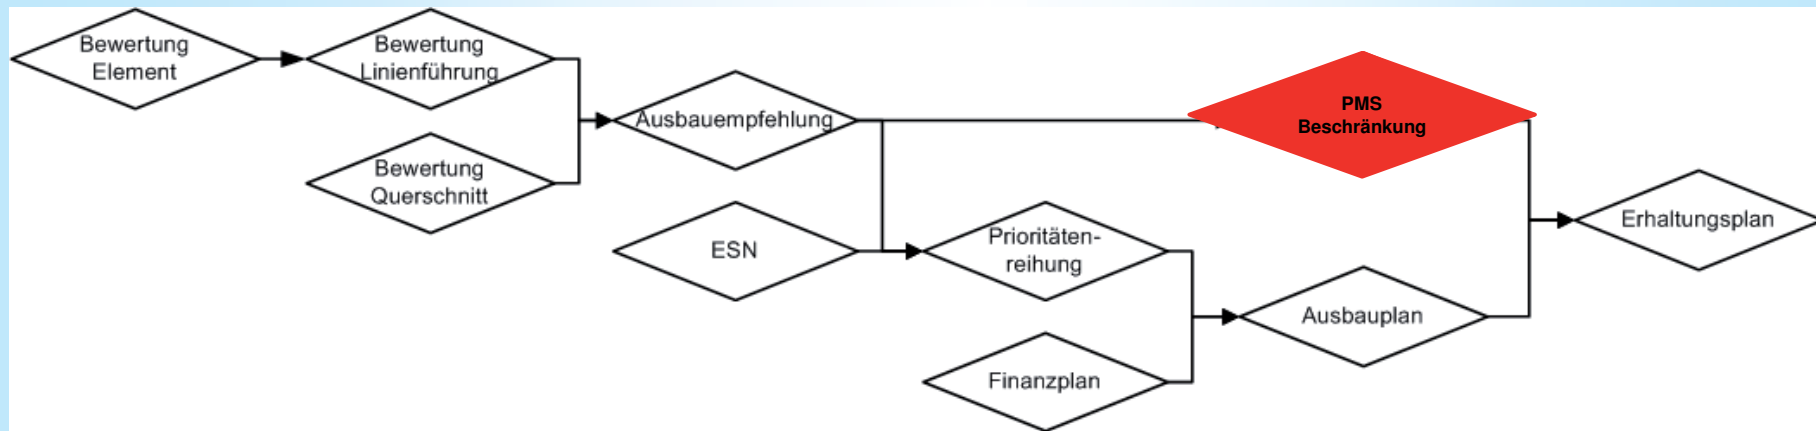 Bewertung
Element
Bewertung
Linienführung
Bewertung
Querschnitt
Ausbauempfehlung
ESN
Prioritäten-
reihung
Finanzplan
PMS
Beschränkung
Ausbauplan
Erhaltungsplan